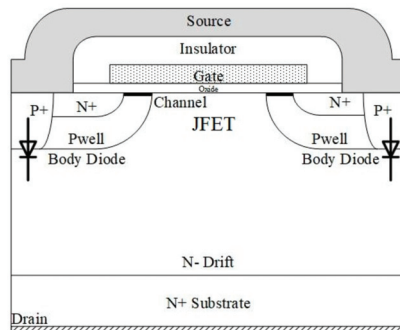 Source
Insulator
Gate
Oxide
P+ N+ Channel N+ P+
JFET
Pwell Pwell
Body Diode Body Diode
N- Drift
N+ Substrate
Drain